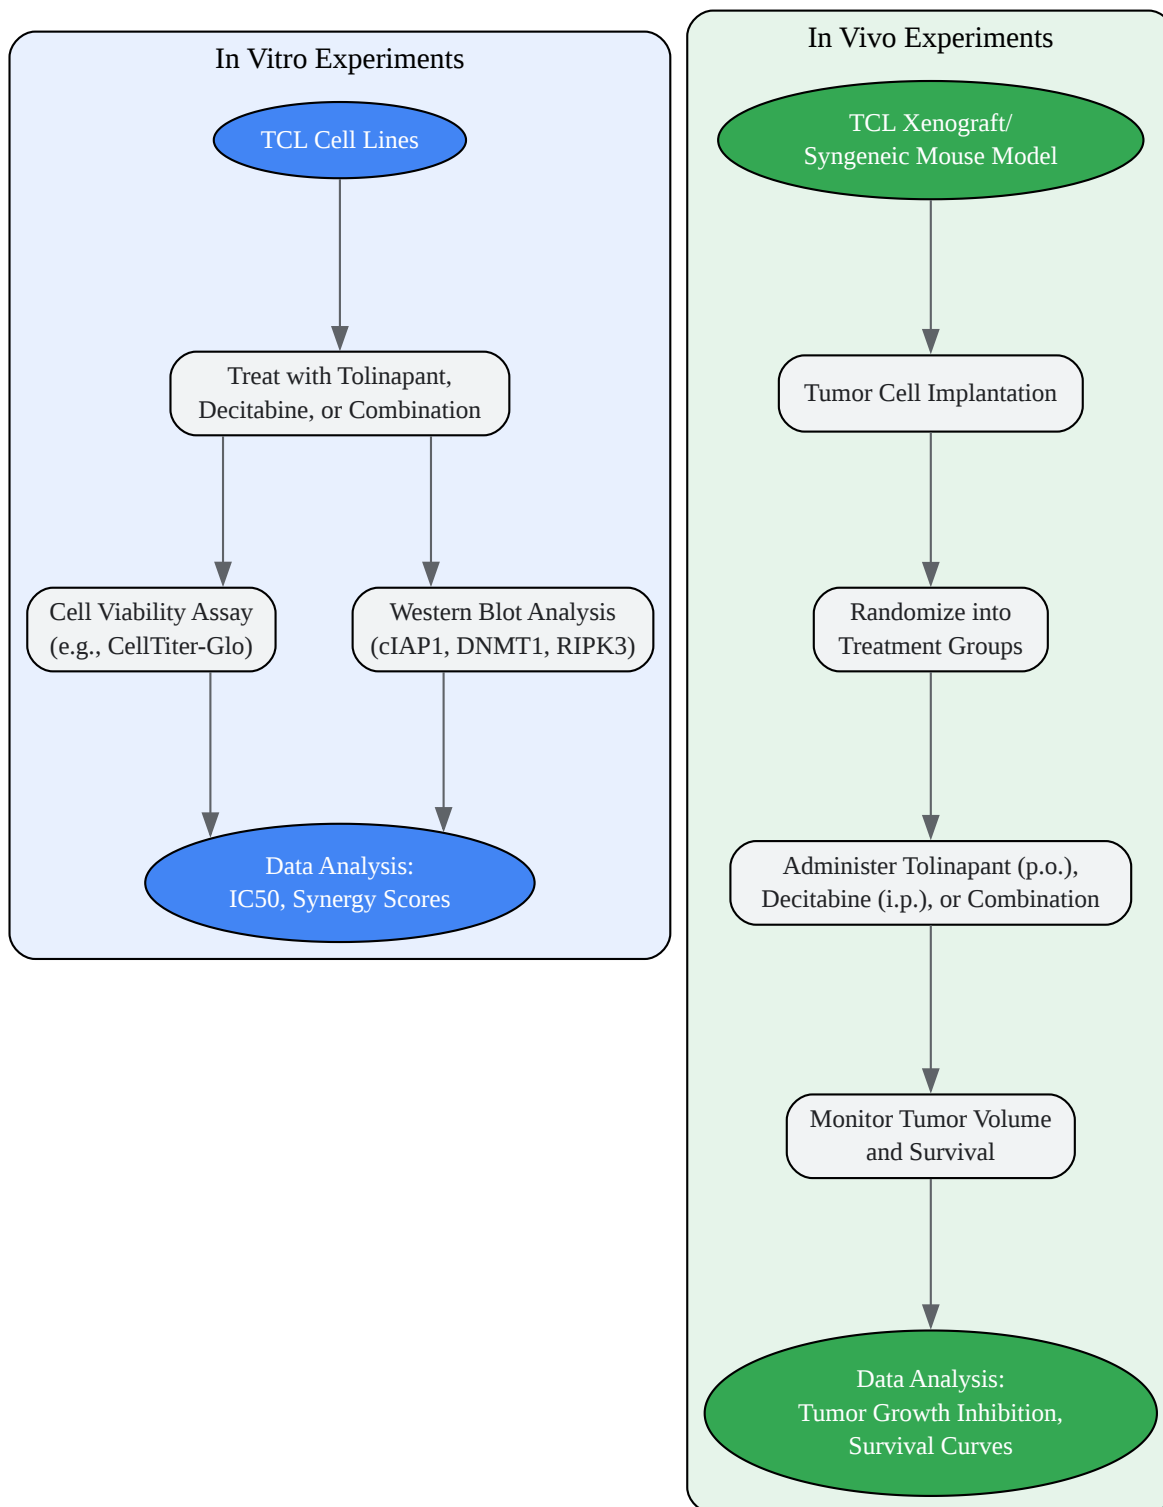 In Vitro Experiments
TCL Cell Lines
Treat with Tolinapant,
Decitabine, or Combination
Cell Viability Assay
(e.g., CellTiter-Glo)
Western Blot Analysis
(cIAP1, DNMT1, RIPK3)
Data Analysis:
IC50, Synergy Scores
In Vivo Experiments
TCL Xenograft/
Syngeneic Mouse Model
Tumor Cell Implantation
Randomize into
Treatment Groups
Administer Tolinapant (p.o.),
Decitabine (i.p.), or Combination
Monitor Tumor Volume
and Survival
Data Analysis:
Tumor Growth Inhibition,
Survival Curves